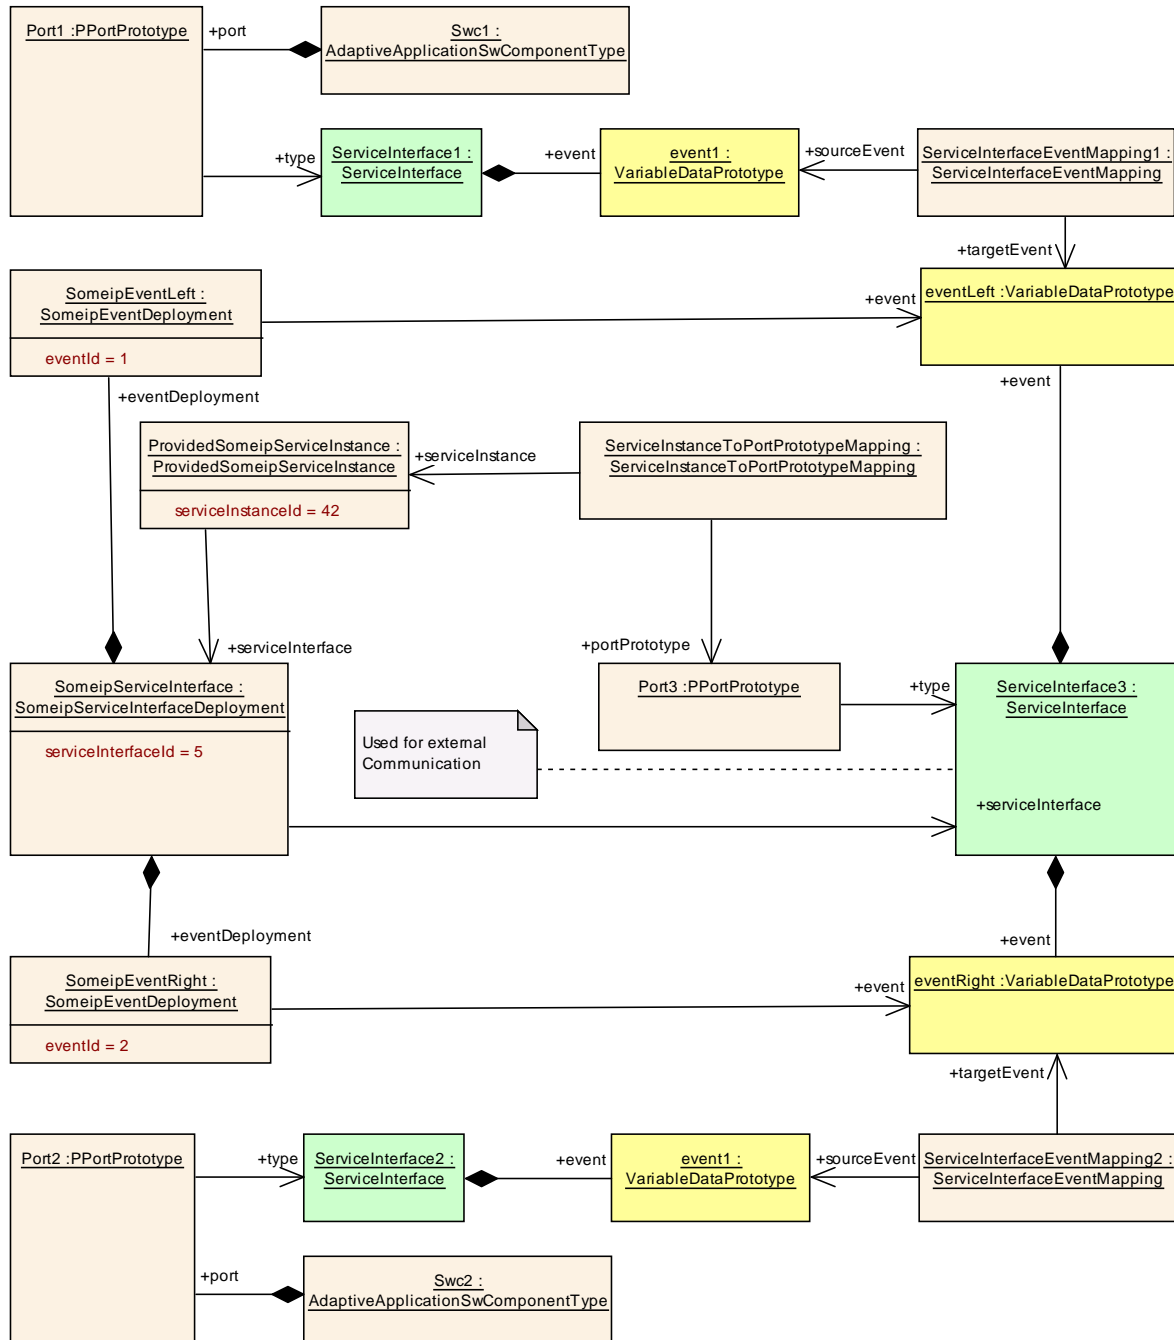 Port1 :PPortPrototype
+port
Swc1 :
AdaptiveApplicationSwComponentType
+type
ServiceInterface1 :
ServiceInterface
+event
event1 :
VariableDataPrototype
+sourceEvent
ServiceInterfaceEventMapping1 :
ServiceInterfaceEventMapping
+targetEvent
SomeipEventLeft :
SomeipEventDeployment
eventId = 1
+event
eventLeft :VariableDataPrototype
+event
+eventDeployment
ProvidedSomeipServiceInstance :
ProvidedSomeipServiceInstance
serviceInstanceId = 42
+serviceInstance
ServiceInstanceToPortPrototypeMapping :
ServiceInstanceToPortPrototypeMapping
+serviceInterface
+portPrototype
SomeipServiceInterface :
SomeipServiceInterfaceDeployment
serviceInterfaceId = 5
Port3 :PPortPrototype
+type
ServiceInterface3 :
ServiceInterface
Used for external
Communication
+serviceInterface
+eventDeployment
+event
SomeipEventRight :
SomeipEventDeployment
eventId = 2
+event
eventRight :VariableDataPrototype
+targetEvent
Port2 :PPortPrototype
+type
ServiceInterface2 :
ServiceInterface
+event
event1 :
VariableDataPrototype
+sourceEvent
ServiceInterfaceEventMapping2 :
ServiceInterfaceEventMapping
+port
Swc2 :
AdaptiveApplicationSwComponentType